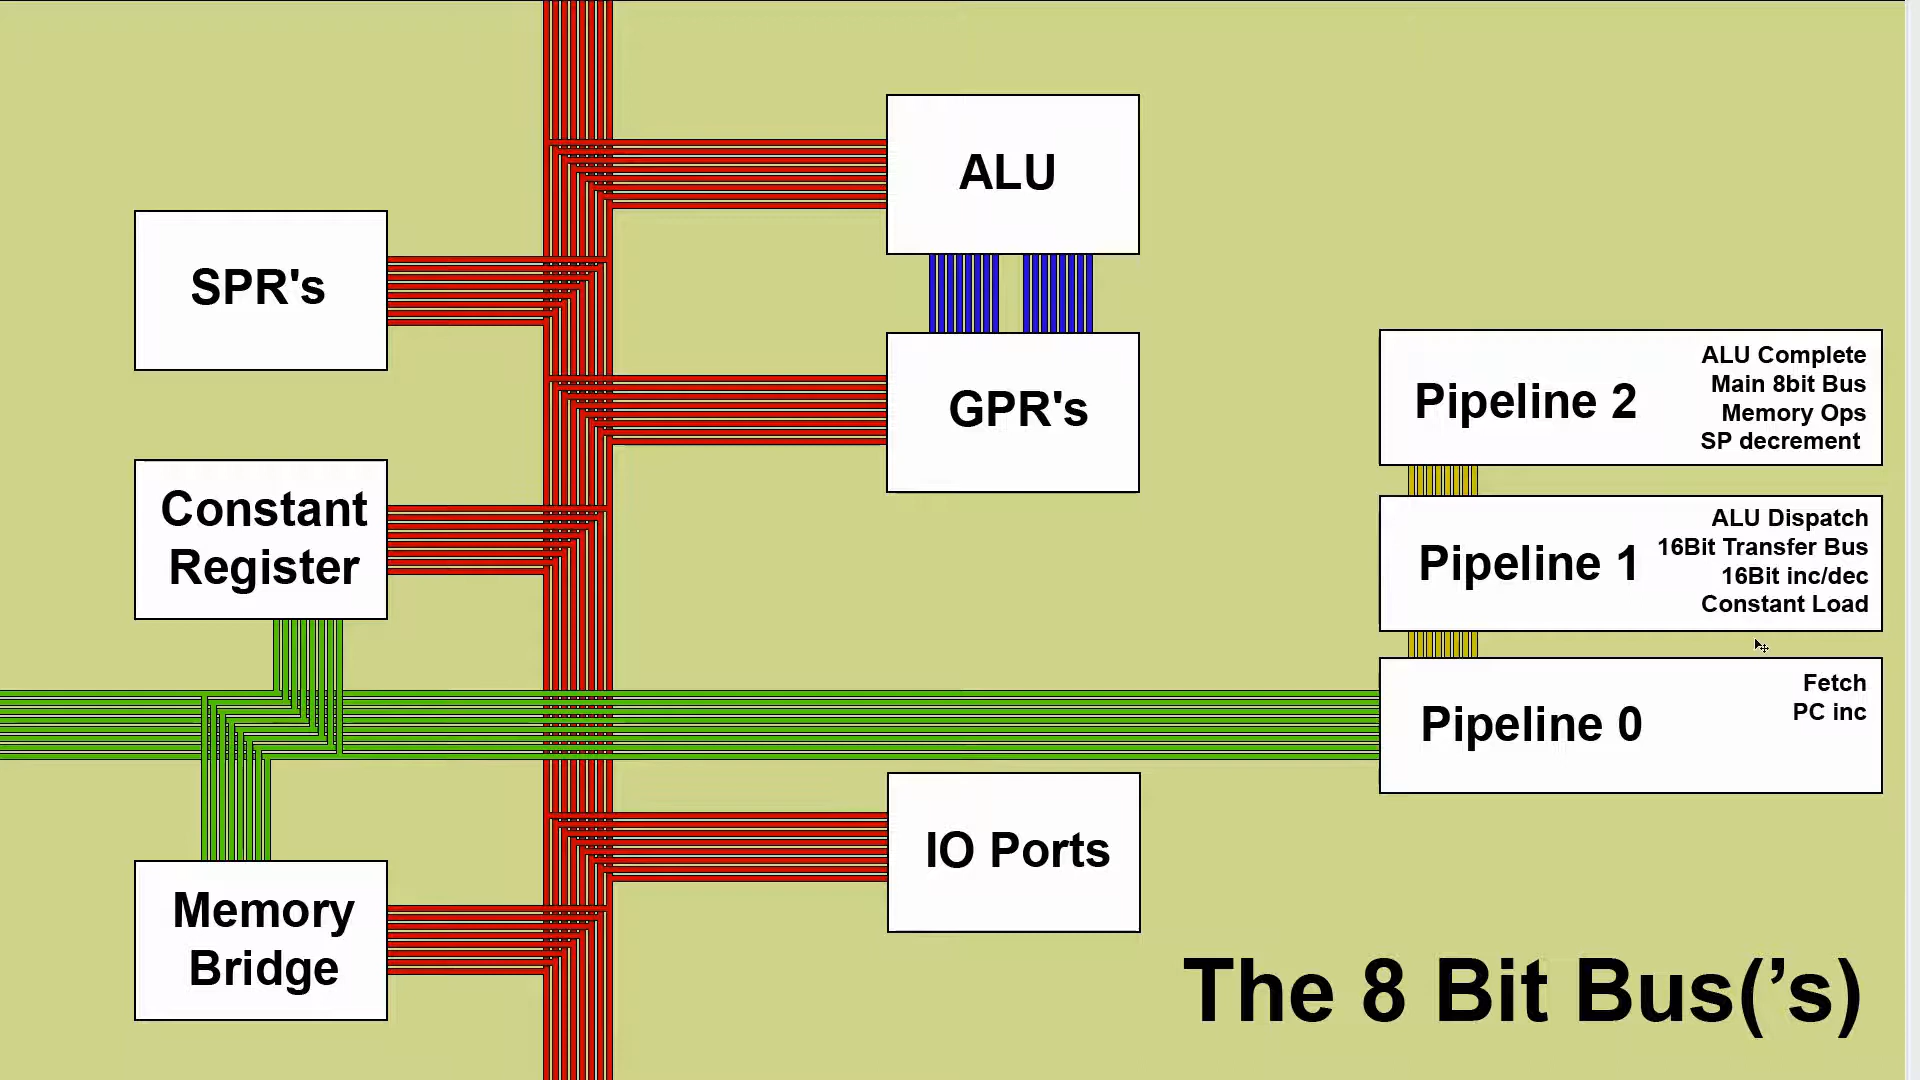 ALU
SPR's
GPR's
Constant
Register
Memory
Bridge
IO Ports
Pipeline 2
ALU Complete
Main 8bit Bus
Memory Ops
SP decrement
Pipeline 1
ALU Dispatch
16Bit Transfer Bus
16Bit inc/dec
Constant Load
Pipeline 0
Fetch
PC inc
The 8 Bit Bus(’s)